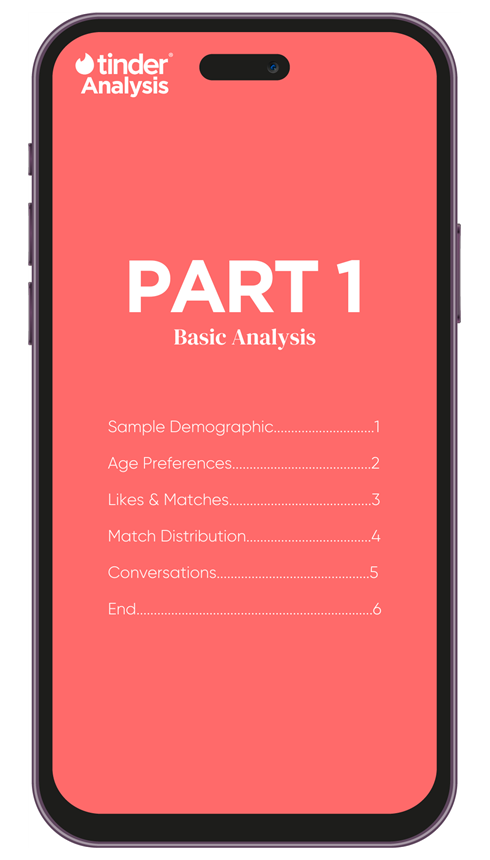 tinder®
Analysis
PART 1
Basic Analysis
Sample Demographic.............................1
Age Preferences........................................2
Likes & Matches.........................................3
Match Distribution....................................4
Conversations............................................5
End....................................................................6